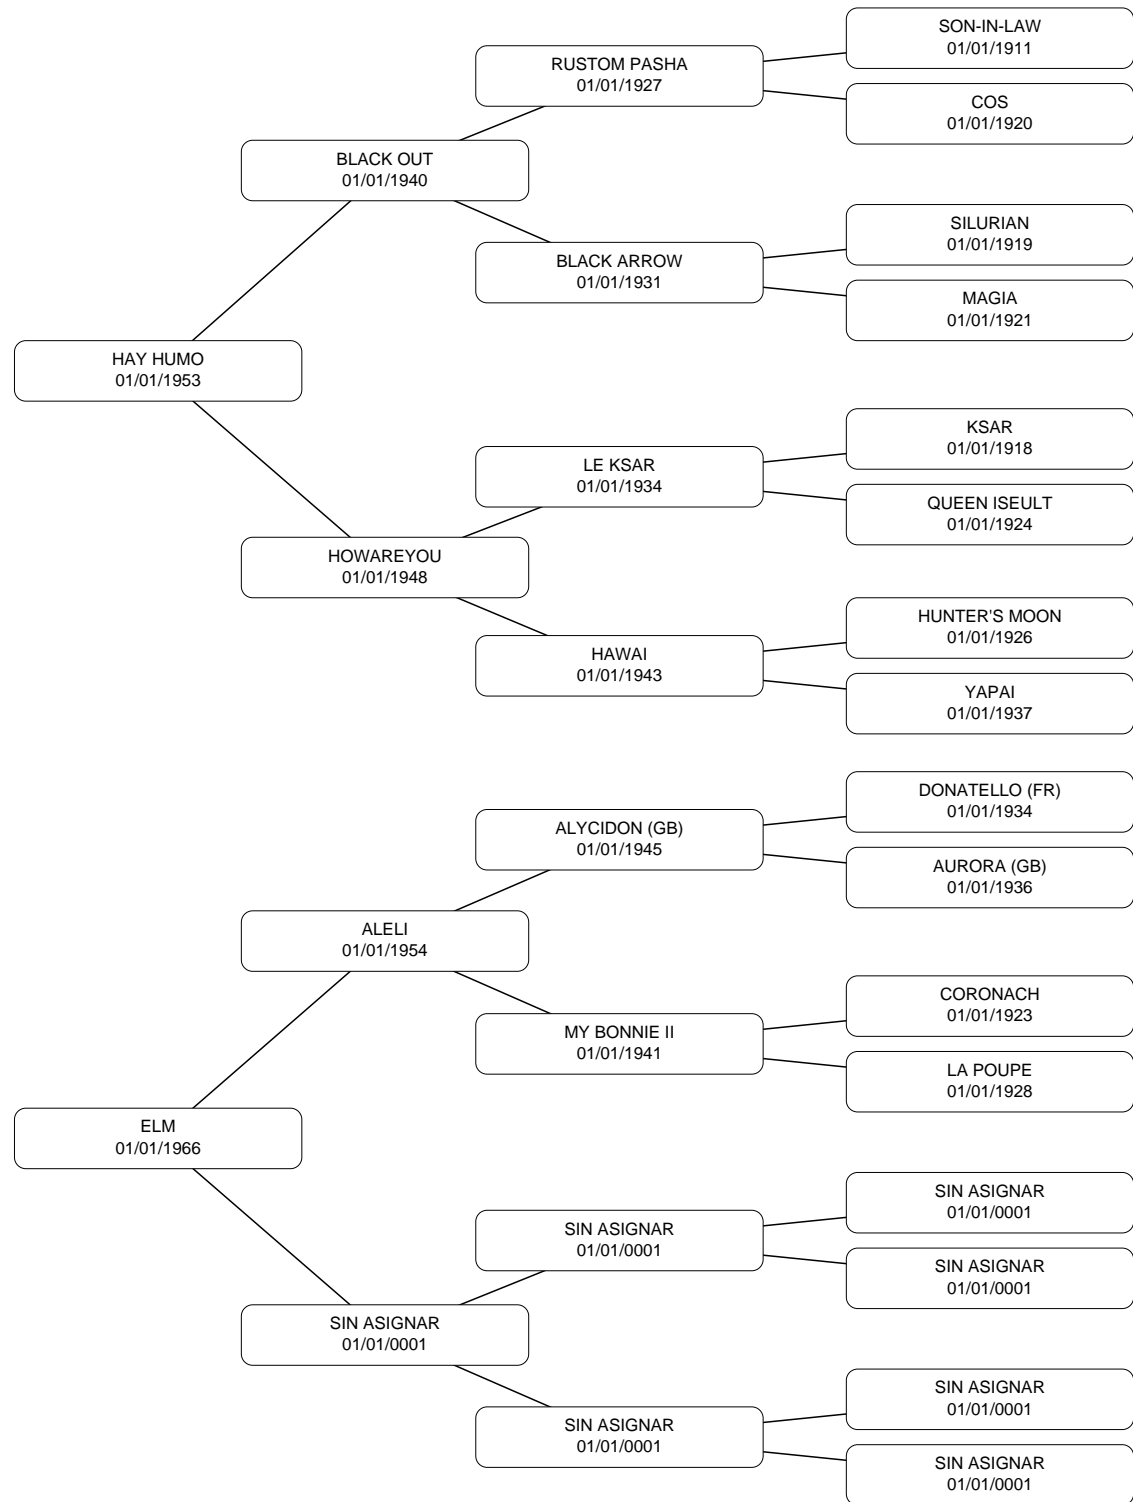 SON-IN-LAW
01/01/1911
RUSTOM PASHA
01/01/1927
COS
01/01/1920
BLACK OUT
01/01/1940
SILURIAN
01/01/1919
BLACK ARROW
01/01/1931
MAGIA
01/01/1921
HAY HUMO
01/01/1953
KSAR
01/01/1918
LE KSAR
01/01/1934
QUEEN ISEULT
01/01/1924
HOWAREYOU
01/01/1948
HUNTER'S MOON
01/01/1926
HAWAI
01/01/1943
YAPAI
01/01/1937
DONATELLO (FR)
01/01/1934
ALYCIDON (GB)
01/01/1945
AURORA (GB)
01/01/1936
ALELI
01/01/1954
CORONACH
01/01/1923
MY BONNIE II
01/01/1941
LA POUPE
01/01/1928
ELM
01/01/1966
SIN ASIGNAR
01/01/0001
SIN ASIGNAR
01/01/0001
SIN ASIGNAR
01/01/0001
SIN ASIGNAR
01/01/0001
SIN ASIGNAR
01/01/0001
SIN ASIGNAR
01/01/0001
SIN ASIGNAR
01/01/0001